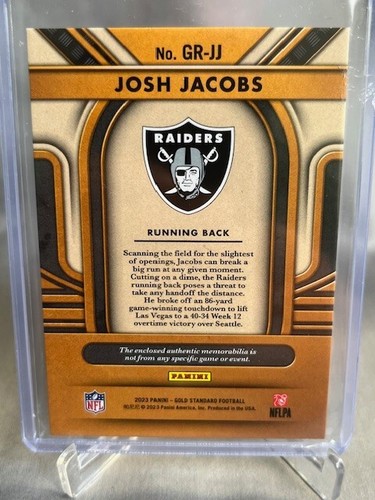 No. GR-JJ
JOSH JACOBS
RAIDERS
RUNNING BACK
Scanning the field for the slightest
of openings, Jacobs can break a
big run at any given moment.
Cutting on a dime, the Raiders
running back poses a threat to
take any handoff the distance.
He broke off an 86-yard
game-winning touchdown to lift
Las Vegas to a 40-34 Week 12
overtime victory over Seattle.
The enclosed authentic memorabilia is
not from any specific game or event.
PANINI
NFL
2023 PANINI – GOLD STANDARD FOOTBALL
© 2023 Panini America, Inc. Produced in the USA.
NFLPA